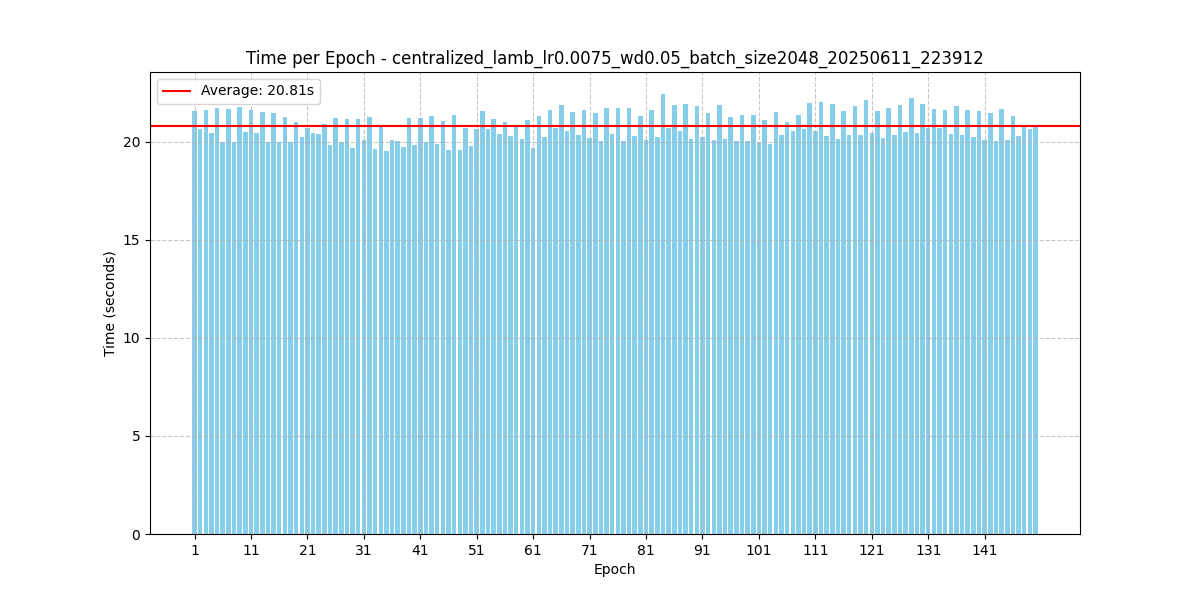 Time per Epoch - centralized_lamb_lr0.0075_wd0.05_batch_size2048_20250611_223912
Average: 20.81s
20
15
10
5
0
Time (seconds)
1 11 21 31 41 51 61 71 81 91 101 111 121 131 141
Epoch